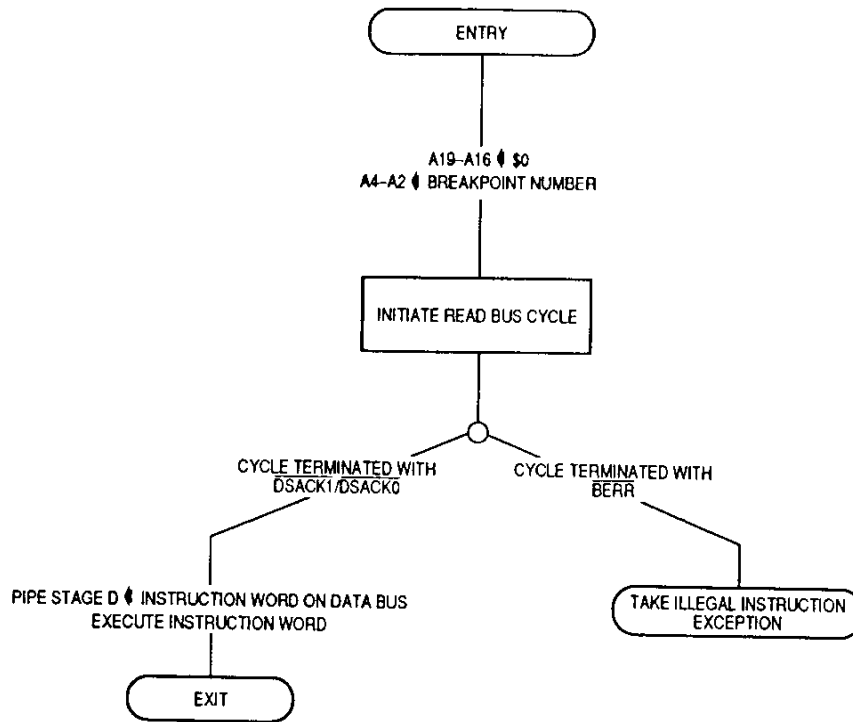 ENTRY
A19–A16 ⬧ $0
A4–A2 ⬧ BREAKPOINT NUMBER
INITIATE READ BUS CYCLE
CYCLE TERMINATED WITH
DSACK1/DSACK0
CYCLE TERMINATED WITH
BERR
PIPE STAGE D ⬧ INSTRUCTION WORD ON DATA BUS
EXECUTE INSTRUCTION WORD
TAKE ILLEGAL INSTRUCTION
EXCEPTION
EXIT